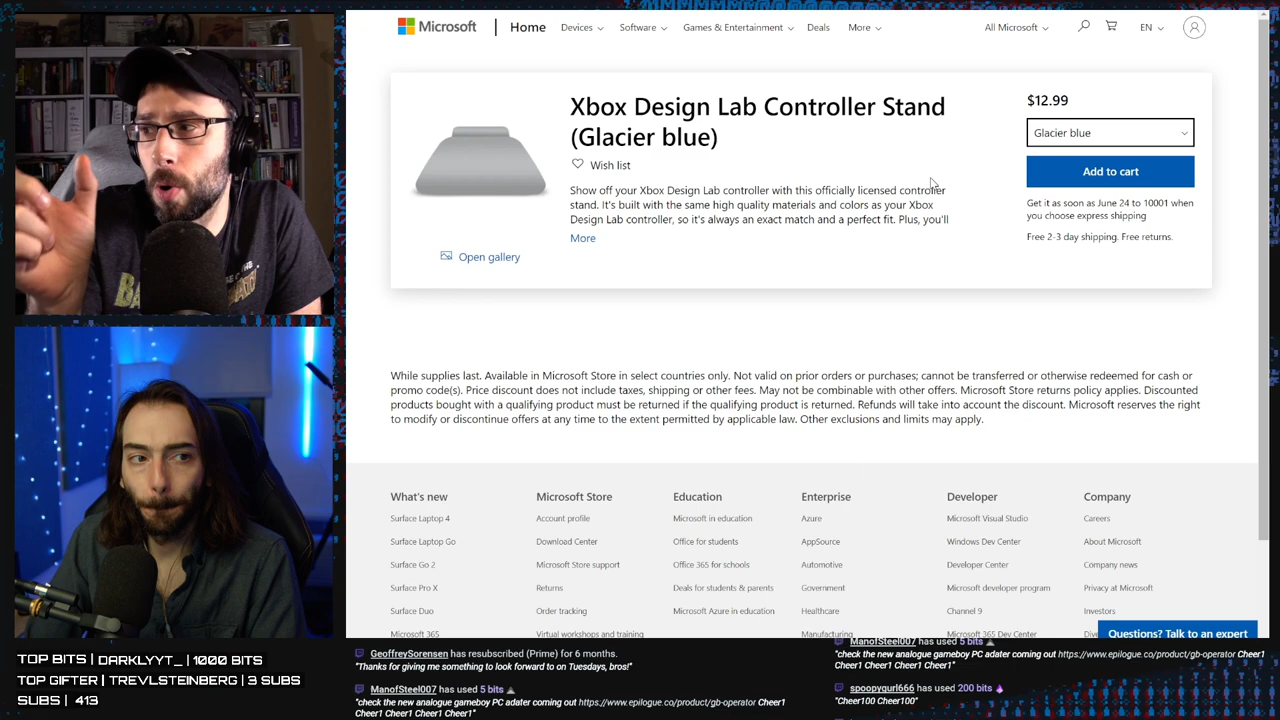 Microsoft
Home
Devices
Software
Games & Entertainment
Deals
More
All Microsoft
EN
Xbox Design Lab Controller Stand
(Glacier blue)
Wish list
Show off your Xbox Design Lab controller with this officially licensed controller
stand. It's built with the same high quality materials and colors as your Xbox
Design Lab controller, so it's always an exact match and a perfect fit. Plus, you'll
More
Open gallery
$12.99
Glacier blue
Add to cart
Get it as soon as June 24 to 10001 when
you choose express shipping
Free 2-3 day shipping. Free returns.
While supplies last. Available in Microsoft Store in select countries only. Not valid on prior orders or purchases; cannot be transferred or otherwise redeemed for cash or
promo code(s). Price discount does not include taxes, shipping or other fees. May not be combinable with other offers. Microsoft Store returns policy applies. Discounted
products bought with a qualifying product must be returned if the qualifying product is returned. Refunds will take into account the discount. Microsoft reserves the right
to modify or discontinue offers at any time to the extent permitted by applicable law. Other exclusions and limits may apply.
What's new
Surface Laptop 4
Surface Laptop Go
Surface Go 2
Surface Pro X
Surface Duo
Microsoft 365
Microsoft Store
Account profile
Download Center
Microsoft Store support
Returns
Order tracking
Virtual workshops and training
Education
Microsoft in education
Office for students
Office 365 for schools
Deals for students & parents
Microsoft Azure in education
Enterprise
Azure
AppSource
Automotive
Government
Healthcare
Manufacturing
Developer
Microsoft Visual Studio
Windows Dev Center
Developer Center
Microsoft developer program
Channel 9
Microsoft 365 Dev Center
Company
Careers
About Microsoft
Company news
Privacy at Microsoft
Investors
Questions? Talk to an expert
TOP BITS | DARKLYYT_ | 1000 BITS
TOP GIFTER | TREVLSTEINBERG | 3 SUBS
SUBS | 413
GeoffreySorensen has resubscribed (Prime) for 6 months.
"Thanks for giving me something to look forward to on Tuesdays, bros!"
ManofSteel007 has used 5 bits
"check the new analogue gameboy PC adater coming out https://www.epilogue.co/product/gb-operator Cheer1
Cheer1 Cheer1 Cheer1 Cheer1"
ManofSteel007 has used 5 bits
"check the new analogue gameboy PC adater coming out https://www.epilogue.co/product/gb-operator Cheer1
Cheer1 Cheer1 Cheer1 Cheer1"
spoopygurl666 has used 200 bits
"Cheer100 Cheer100"